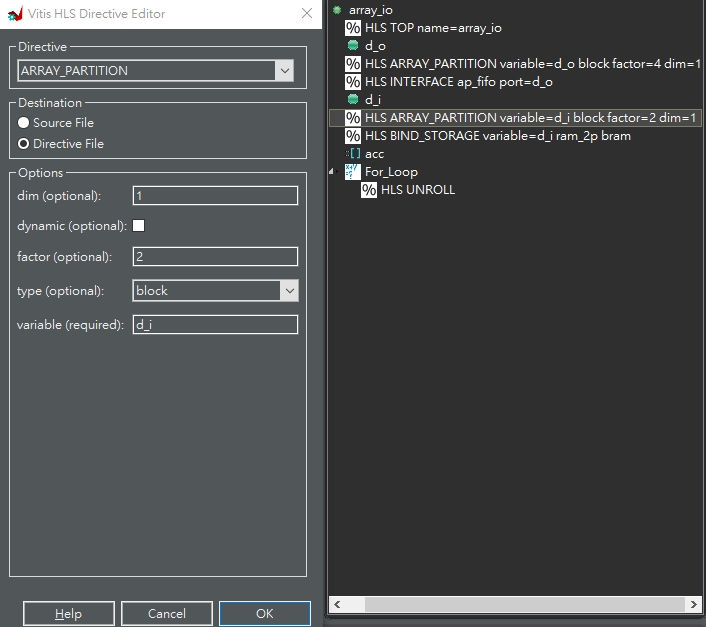 Vitis HLS Directive Editor
Directive
ARRAY_PARTITION
Destination
Source File
Directive File
Options
dim (optional): 1
dynamic (optional):
factor (optional): 2
type (optional): block
variable (required): d_i
Help Cancel OK
array_io
% HLS TOP name=array_io
d_o
% HLS ARRAY_PARTITION variable=d_o block factor=4 dim=1
% HLS INTERFACE ap_fifo port=d_o
d_i
% HLS ARRAY_PARTITION variable=d_i block factor=2 dim=1
% HLS BIND_STORAGE variable=d_i ram_2p bram
[] acc
For_Loop
% HLS UNROLL